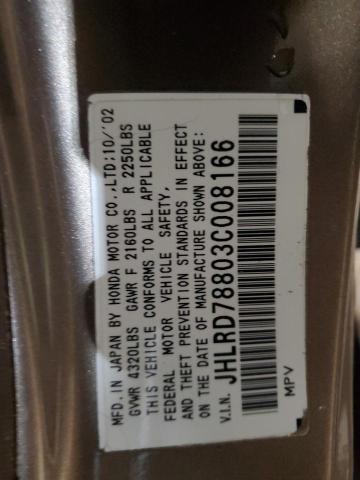 MFD. IN JAPAN BY HONDA MOTOR CO., LTD; 10/'02
GVWR 4320LBS GAWR F 2160LBS R 2250LBS
THIS VEHICLE CONFORMS TO ALL APPLICABLE
FEDERAL MOTOR VEHICLE SAFETY,
AND THEFT PREVENTION STANDARDS IN EFFECT
ON THE DATE OF MANUFACTURE SHOWN ABOVE:
V.I.N. JHLRD78803C008166
MPV